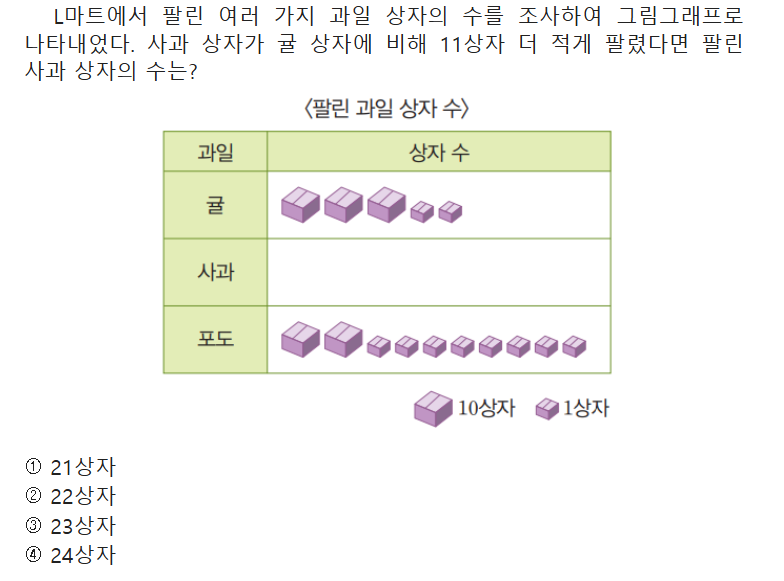 L마트에서 팔린 여러 가지 과일 상자의 수를 조사하여 그림그래프로
나타내었다. 사과 상자가 귤 상자에 비해 11상자 더 적게 팔렸다면 팔린
사과 상자의 수는?
〈팔린 과일 상자 수〉
과일 상자 수
귤
사과
포도
10상자 1상자
① 21상자
② 22상자
③ 23상자
④ 24상자